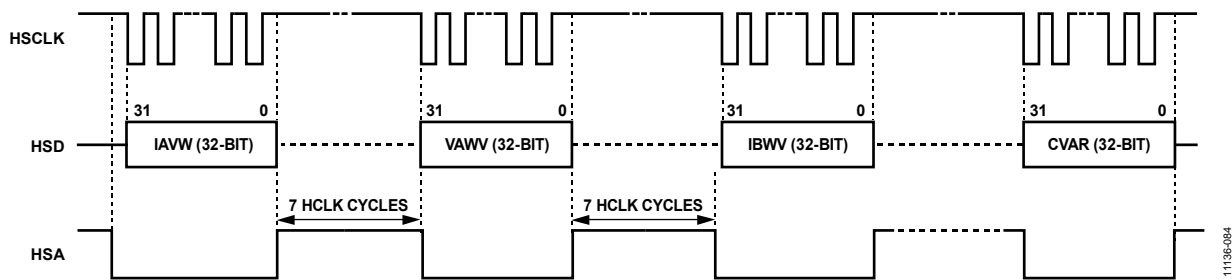 HSCLK
31 0 31 0 31 0 31 0
HSD IAVW (32-BIT) VAWV (32-BIT) IBWV (32-BIT) CVAR (32-BIT)
7 HCLK CYCLES 7 HCLK CYCLES
HSA
11136-084